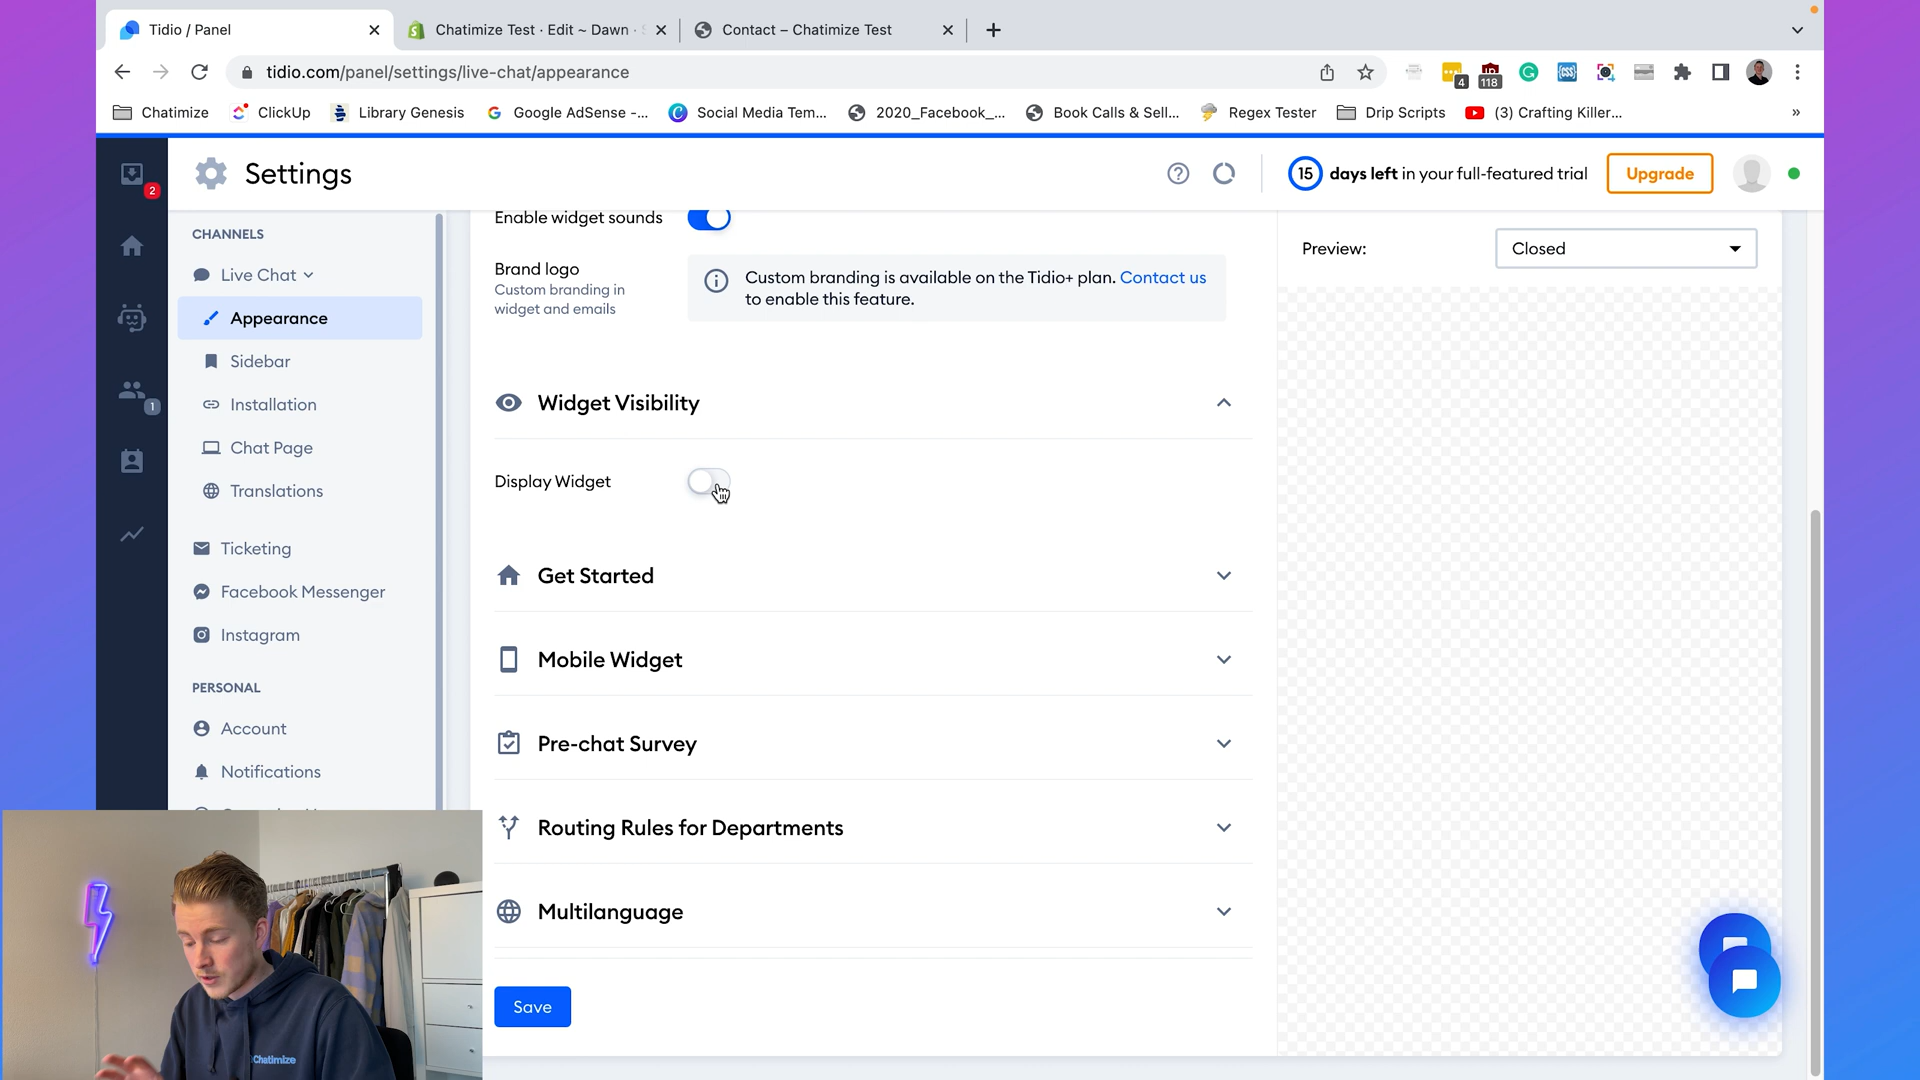 Tidio / Panel
Chatimize Test · Edit ~ Dawn ·
Contact – Chatimize Test
tidio.com/panel/settings/live-chat/appearance
4
118
Chatimize
ClickUp
Library Genesis
Google AdSense -...
Social Media Tem...
2020_Facebook_...
Book Calls & Sell...
Regex Tester
Drip Scripts
(3) Crafting Killer...
»
2
Settings
15 days left in your full-featured trial
Upgrade
CHANNELS
Live Chat
Appearance
Sidebar
Installation
1
Chat Page
Translations
Ticketing
Facebook Messenger
Instagram
PERSONAL
Account
Notifications
Enable widget sounds
Brand logo
Custom branding in
widget and emails
Custom branding is available on the Tidio+ plan. Contact us
to enable this feature.
Widget Visibility
Display Widget
Get Started
Mobile Widget
Pre-chat Survey
Routing Rules for Departments
Multilanguage
Save
Preview:
Closed
Chatimize